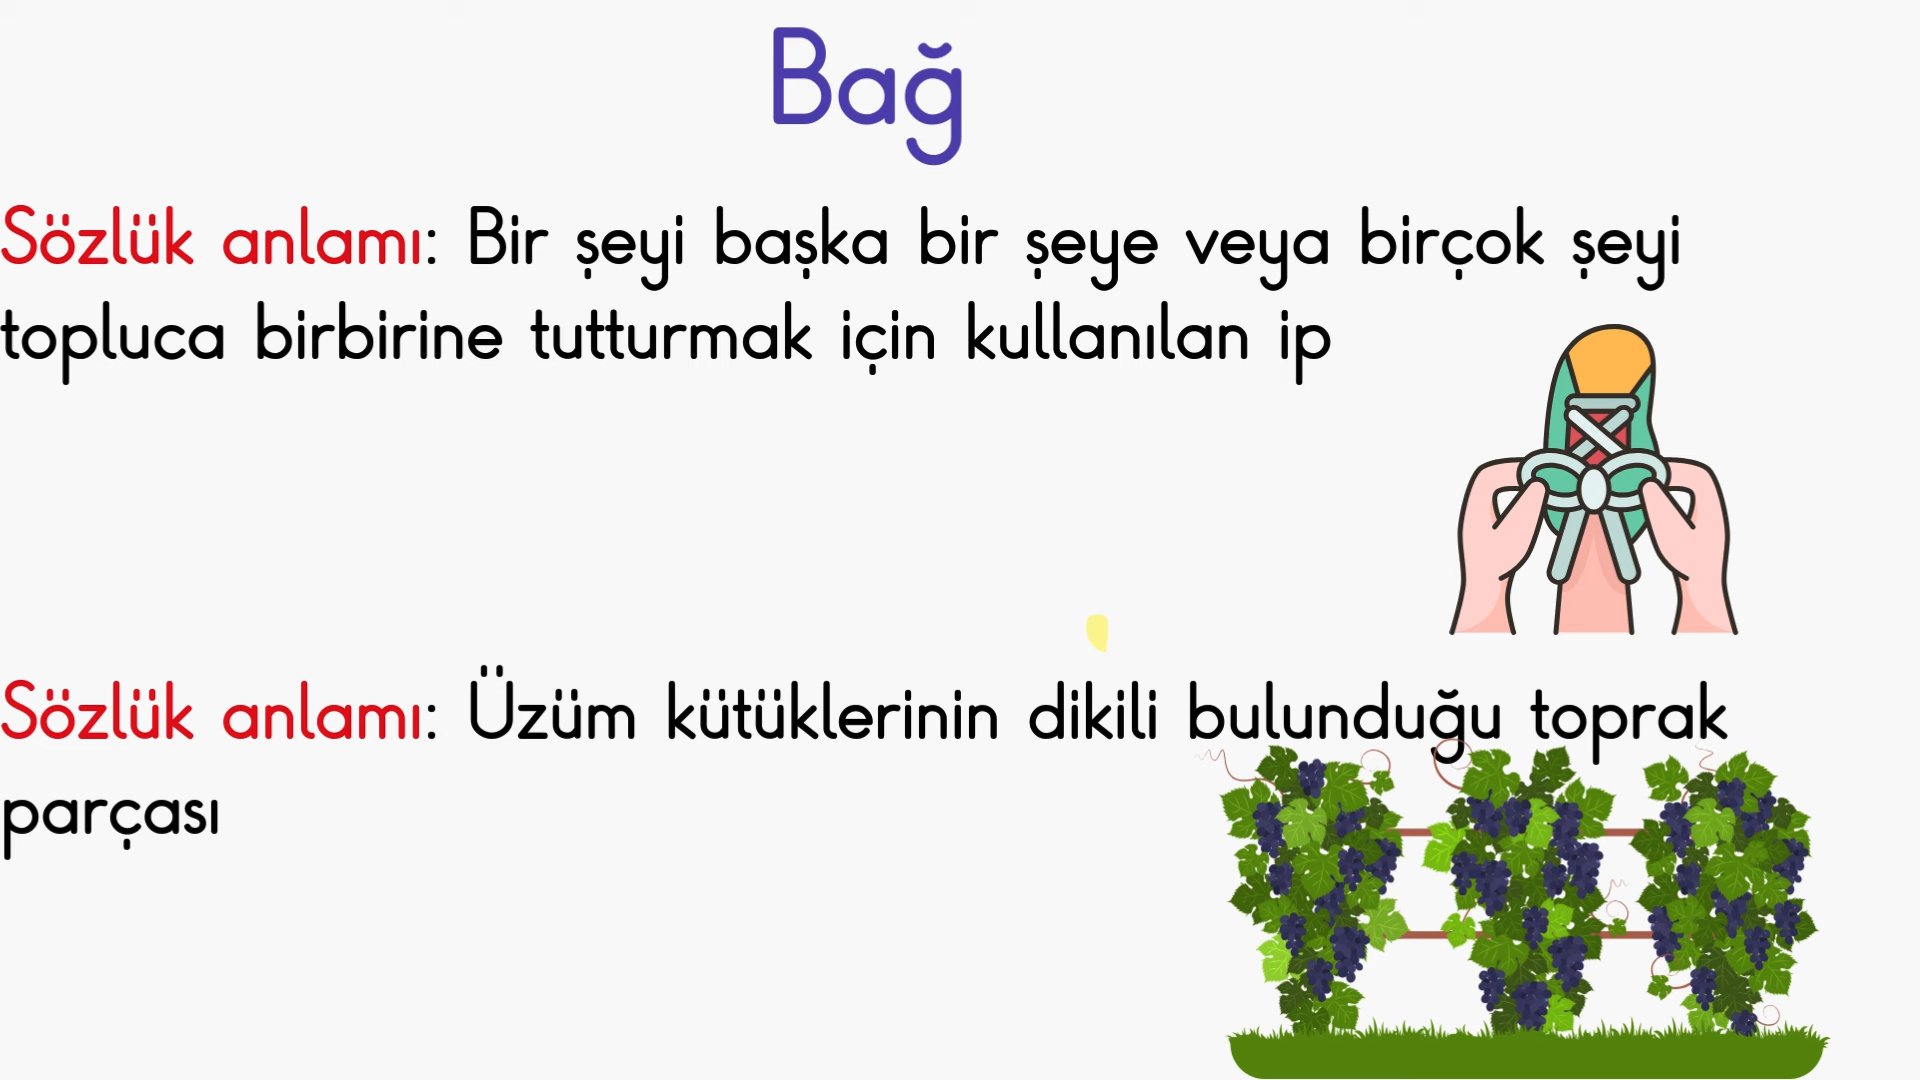 Bağ
Sözlük anlamı: Bir şeyi başka bir şeye veya birçok şeyi
topluca birbirine tutturmak için kullanılan ip
Sözlük anlamı: Üzüm kütüklerinin dikili bulunduğu toprak
parçası